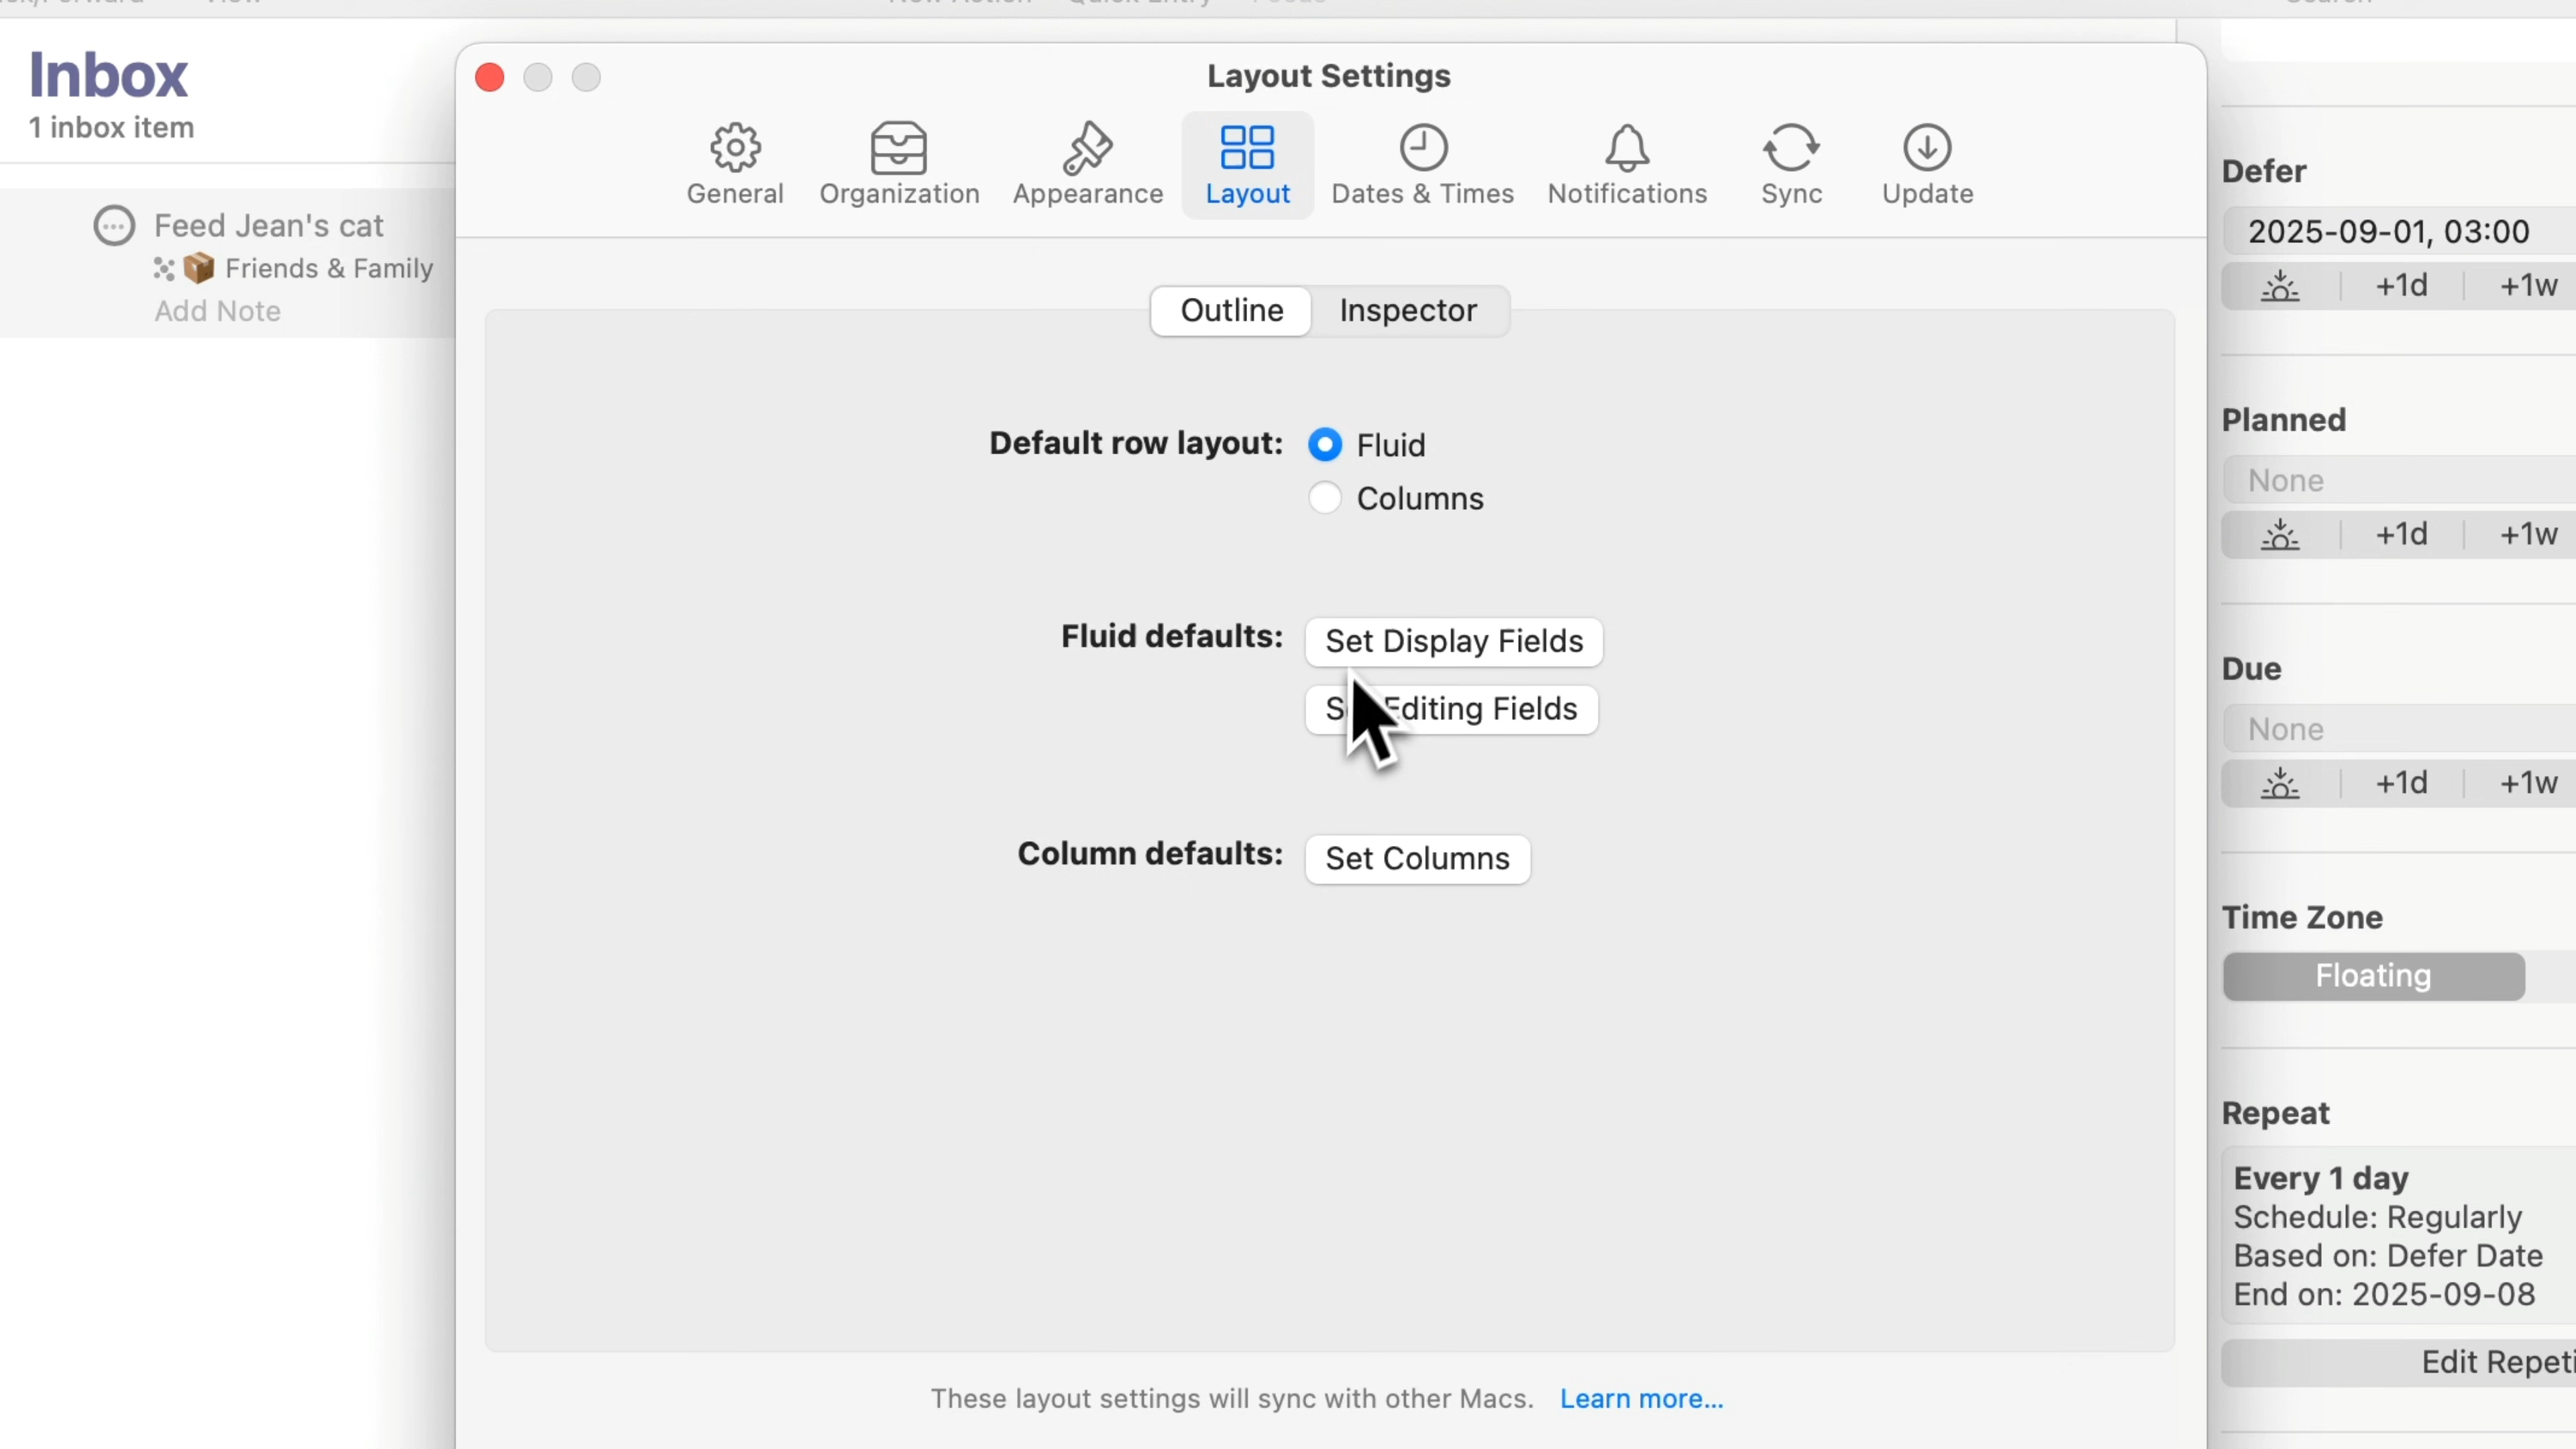 Inbox
1 inbox item
Feed Jean's cat
Friends & Family
Add Note
Layout Settings
General
Organization
Appearance
Layout
Dates & Times
Notifications
Sync
Update
Outline
Inspector
Default row layout:
Fluid
Columns
Fluid defaults:
Set Display Fields
Editing Fields
Column defaults:
Set Columns
These layout settings will sync with other Macs. Learn more...
Defer
2025-09-01, 03:00
+1d
+1w
Planned
None
+1d
+1w
Due
None
+1d
+1w
Time Zone
Floating
Repeat
Every 1 day
Schedule: Regularly
Based on: Defer Date
End on: 2025-09-08
Edit Repeti